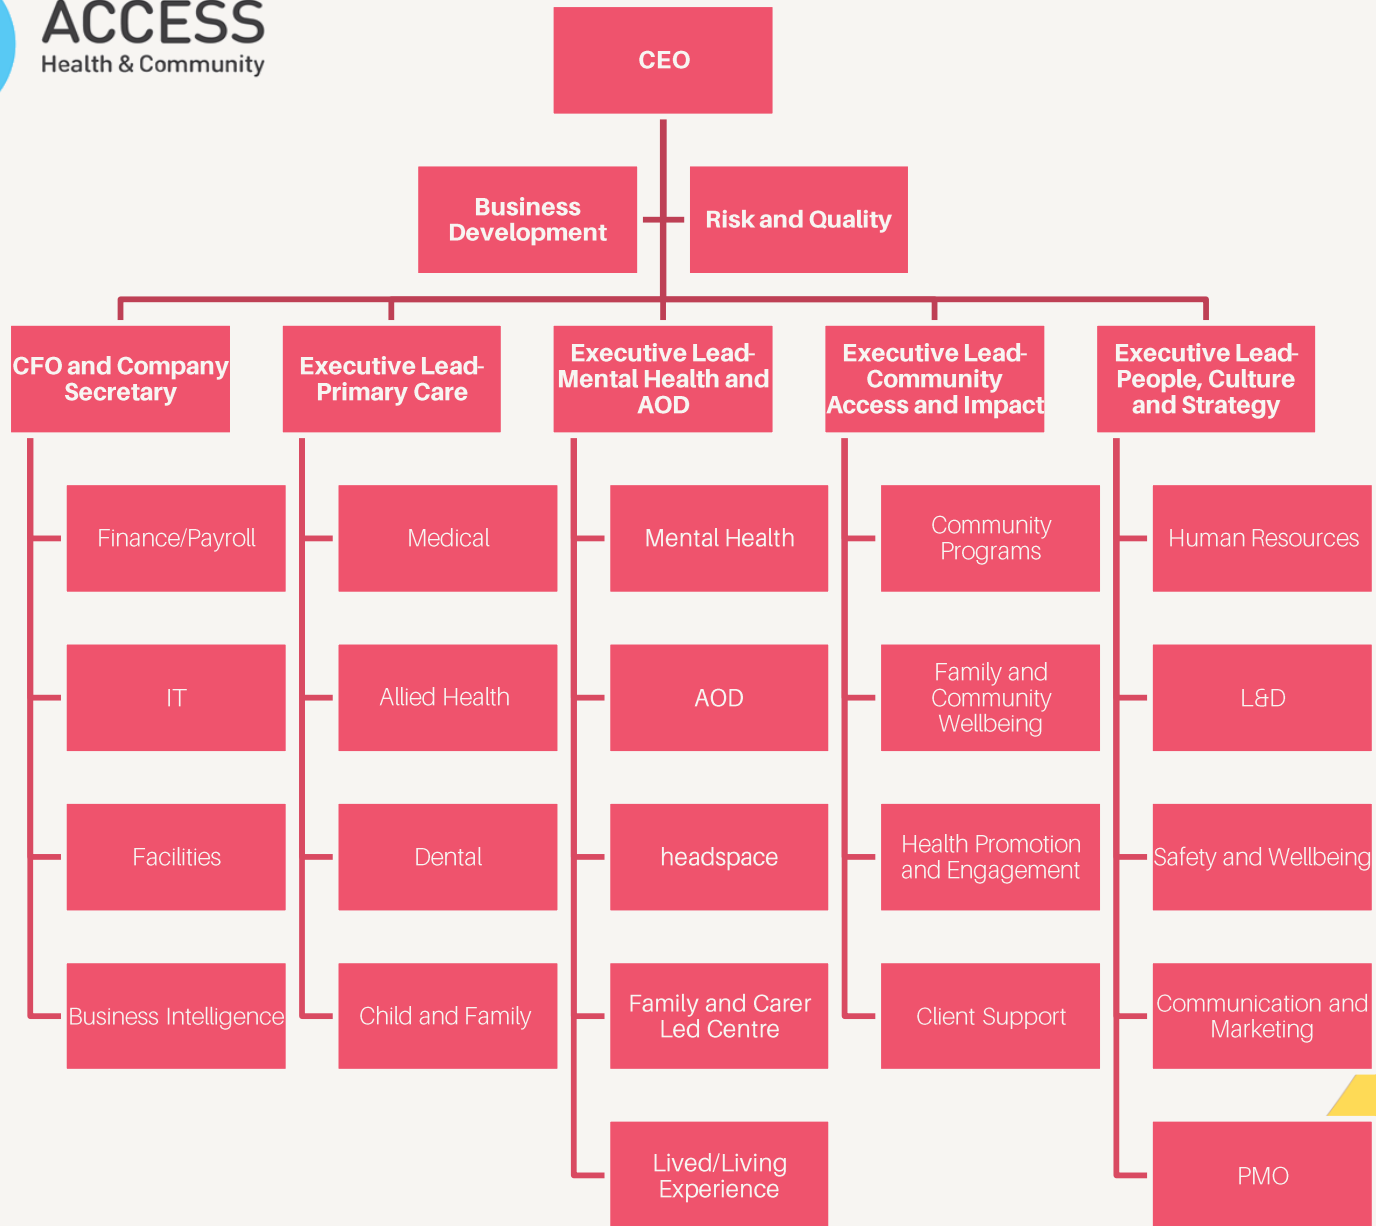 ACCESS
Health & Community
CEO
Business
Development
Risk and Quality
CFO and Company
Secretary
Executive Lead-
Primary Care
Executive Lead-
Mental Health and
AOD
Executive Lead-
Community
Access and Impact
Executive Lead-
People, Culture
and Strategy
Finance/Payroll
Medical
Mental Health
Community
Programs
Human Resources
IT
Allied Health
AOD
Family and
Community
Wellbeing
L&D
Facilities
Dental
headspace
Health Promotion
and Engagement
Safety and Wellbeing
Business Intelligence
Child and Family
Family and Carer
Led Centre
Client Support
Communication and
Marketing
Lived/Living
Experience
PMO